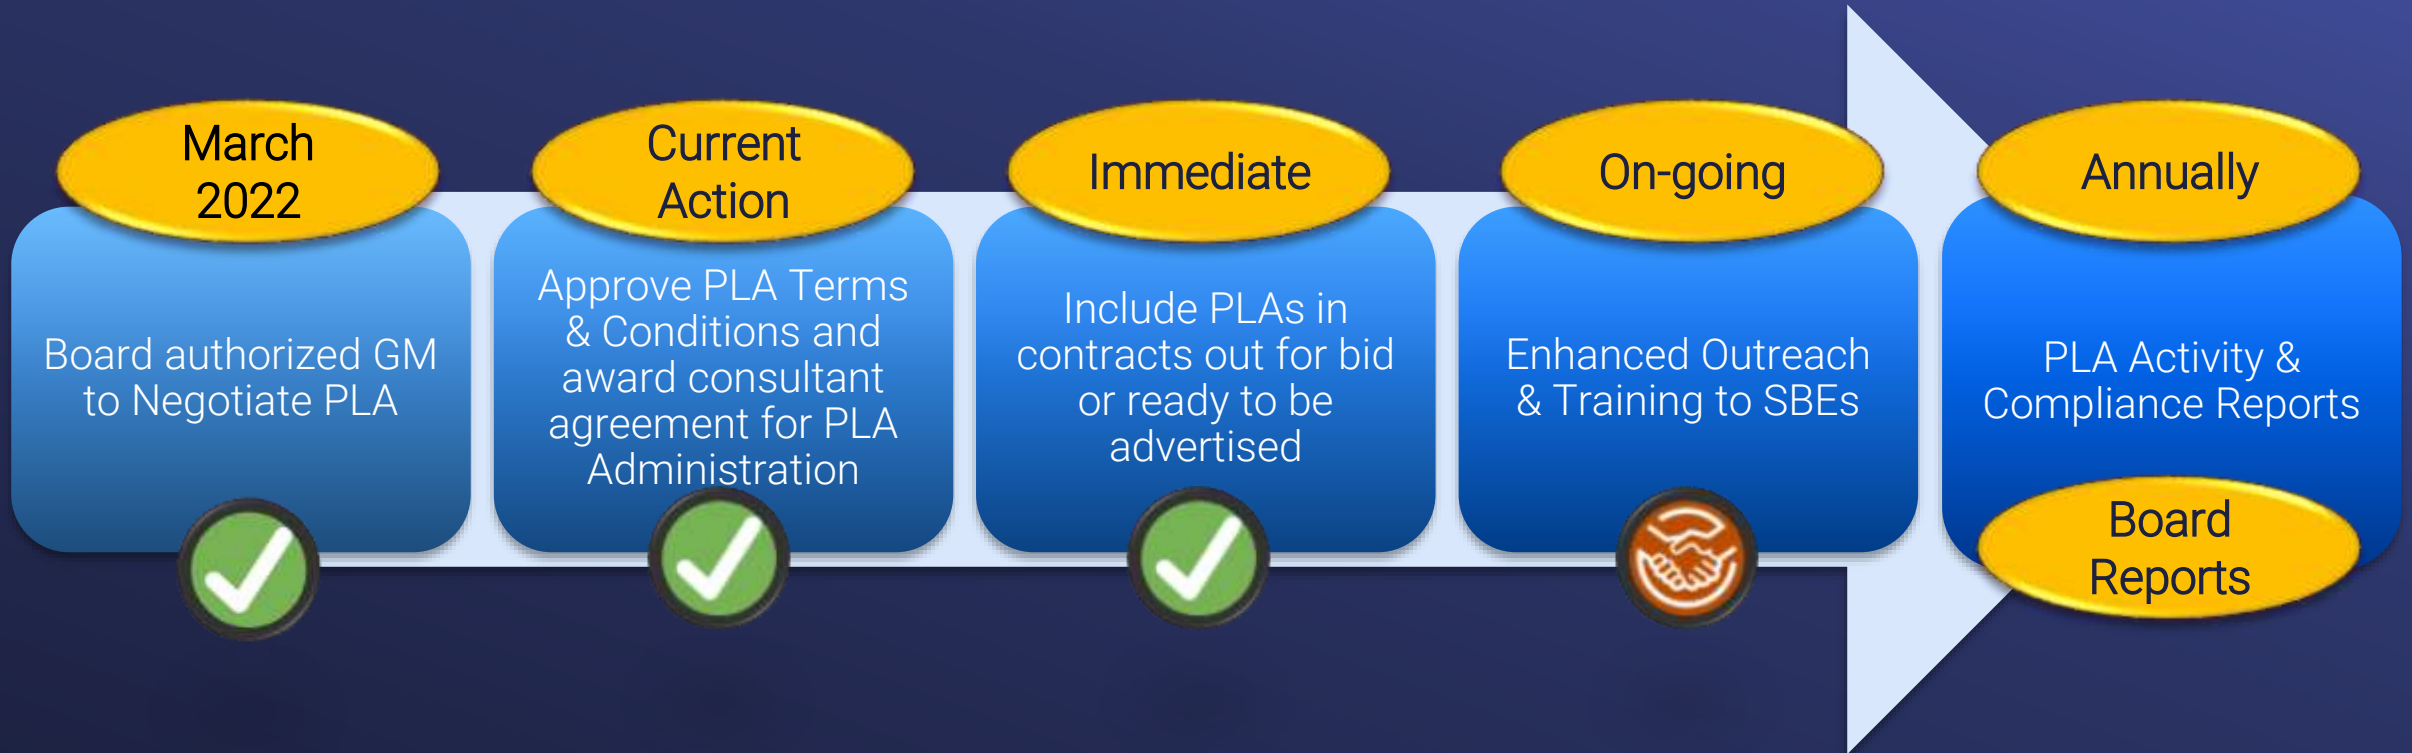 March
2022
Board authorized GM
to Negotiate PLA
Current
Action
Approve PLA Terms
& Conditions and
award consultant
agreement for PLA
Administration
Immediate
Include PLAs in
contracts out for bid
or ready to be
advertised
On-going
Enhanced Outreach
& Training to SBEs
Annually
PLA Activity &
Compliance Reports
Board
Reports